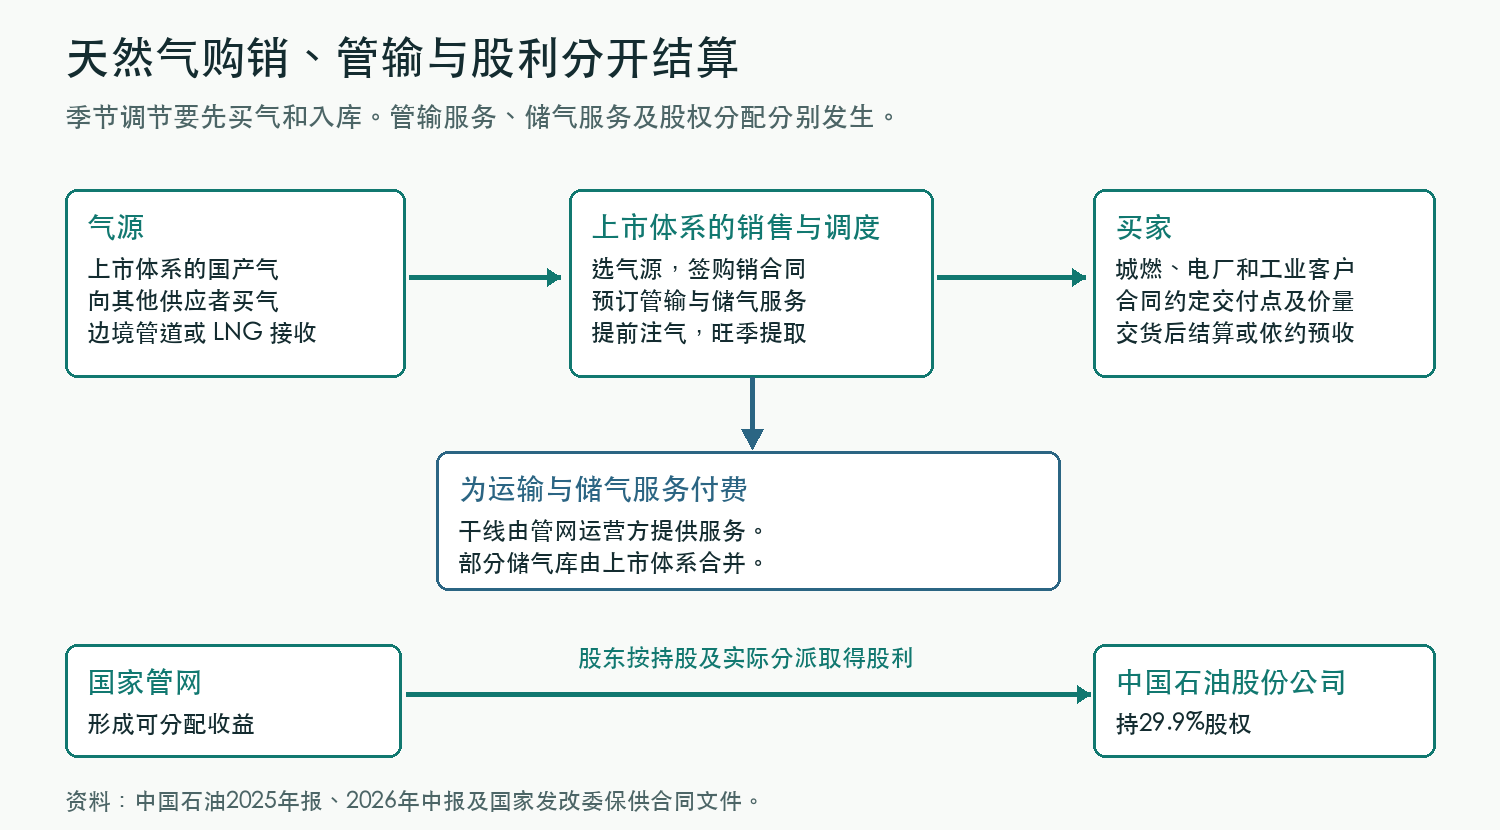 天然气购销、管输与股利分开结算
季节调节要先买气和入库。管输服务、储气服务及股权分配分别发生。
气源
上市体系的国产气
向其他供应者买气
边境管道或 LNG 接收
上市体系的销售与调度
选气源，签购销合同
预订管输与储气服务
提前注气，旺季提取
买家
城燃、电厂和工业客户
合同约定交付点及价量
交货后结算或依约预收
为运输与储气服务付费
干线由管网运营方提供服务。
部分储气库由上市体系合并。
国家管网
形成可分配收益
股东按持股及实际分派取得股利
中国石油股份公司
持29.9%股权
资料：中国石油2025年报、2026年中报及国家发改委保供合同文件。